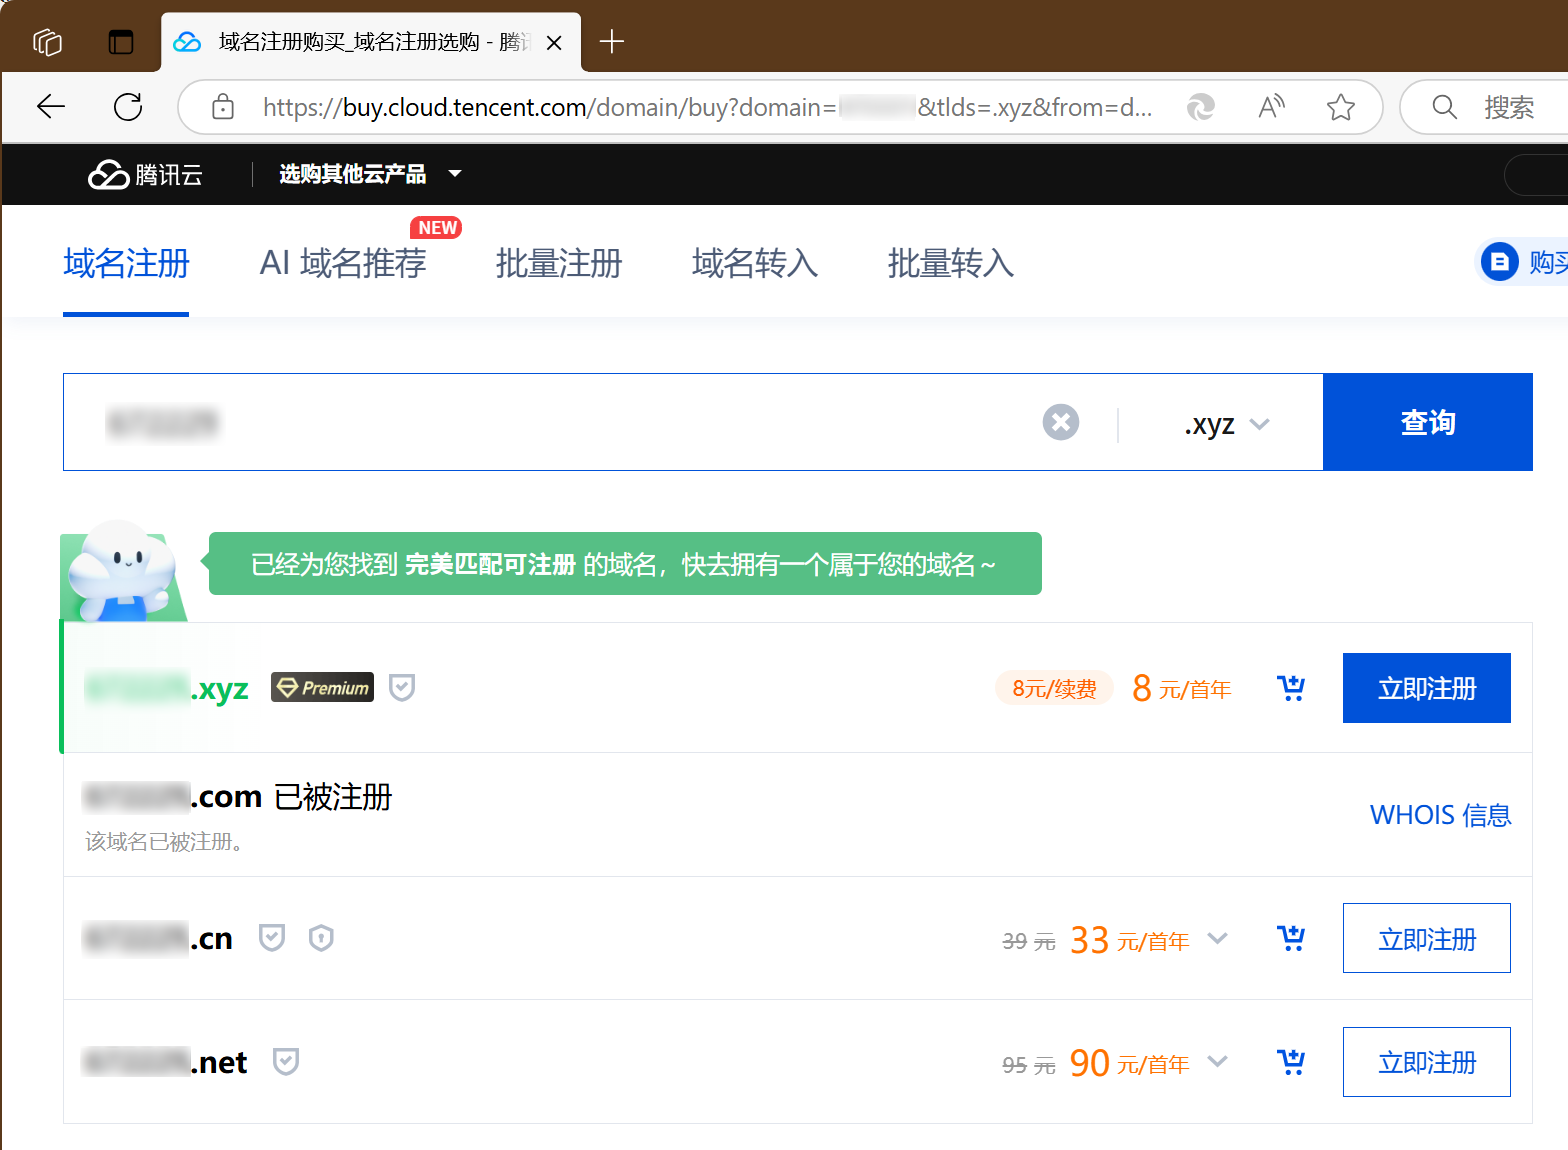 域名注册购买_域名注册选购 - 腾
https://buy.cloud.tencent.com/domain/buy?domain= &tlds=.xyz&from=d...
搜索
腾讯云
选购其他云产品
域名注册
AI 域名推荐
NEW
批量注册
域名转入
批量转入
购买
.xyz
查询
已经为您找到 完美匹配可注册 的域名，快去拥有一个属于您的域名~
.xyz
Premium
8元/续费
8 元/首年
立即注册
.com 已被注册
该域名已被注册。
WHOIS 信息
.cn
39 元
33 元/首年
立即注册
.net
95 元
90 元/首年
立即注册